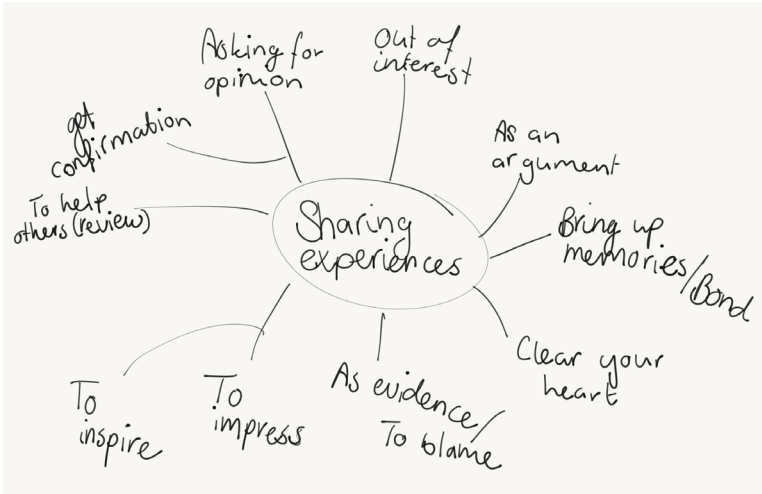 Asking for
opinion
Out of
interest
get
confirmation
As an
argument
To help
others (review)
Sharing
experiences
Bring up
memories/Bond
Clear your
heart
As evidence/
To blame
To
impress
To
inspire